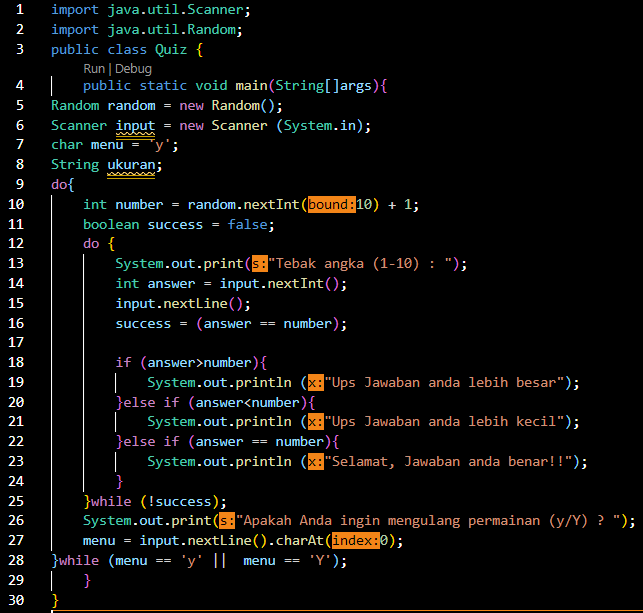 1 import java.util.Scanner;
2 import java.util.Random;
3 public class Quiz {
Run | Debug
4 public static void main(String[]args){
5 Random random = new Random();
6 Scanner input = new Scanner (System.in);
7 char menu = 'y';
8 String ukuran;
9 do{
10 int number = random.nextInt(bound:10) + 1;
11 boolean success = false;
12 do {
13 System.out.print(s:"Tebak angka (1-10) : ");
14 int answer = input.nextInt();
15 input.nextLine();
16 success = (answer == number);
17
18 if (answer>number){
19 System.out.println (x:"Ups Jawaban anda lebih besar");
20 }else if (answer<number){
21 System.out.println (x:"Ups Jawaban anda lebih kecil");
22 }else if (answer == number){
23 System.out.println (x:"Selamat, Jawaban anda benar!!");
24 }
25 }while (!success);
26 System.out.print(s:"Apakah Anda ingin mengulang permainan (y/Y) ? ");
27 menu = input.nextLine().charAt(index:0);
28 }while (menu == 'y' || menu == 'Y');
29 }
30 }